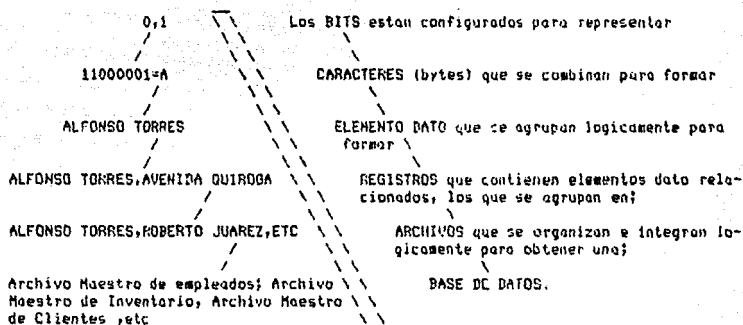 0,1 Los BITS estan configurados para representar
11000001=A CARACTERES (bytes) que se combinan para formar
ALFONSO TORRES ELEMENTO DATO que se agrupan logicamente para
formar
ALFONSO TORRES,AVENIDA QUIROGA REGISTROS que contienen elementos dato rela-
cionados, los que se agrupan en;
ALFONSO TORRES,ROBERTO JUAREZ,ETC ARCHIVOS que se organizan e integran lo-
gicamente para obtener una;
Archivo Maestro de empleados; Archivo BASE DE DATOS.
Maestro de Inventario, Archivo Maestro
de Clientes ,etc